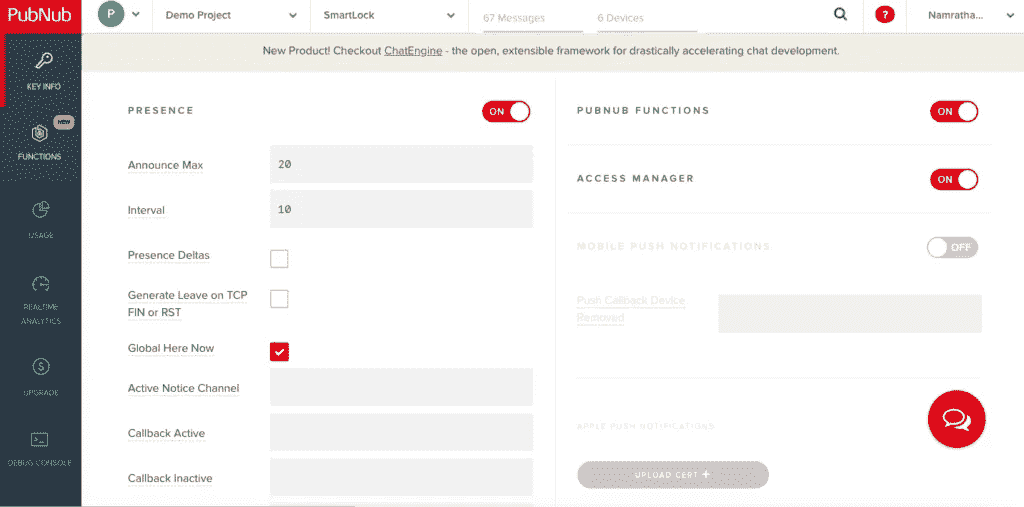 PubNub
P
Demo Project
SmartLock
67 Messages
6 Devices
?
Namratha...
New Product! Checkout ChatEngine - the open, extensible framework for drastically accelerating chat development.
KEY INFO
NEW
FUNCTIONS
USAGE
REALTIME
ANALYTICS
UPGRADE
DEBUG CONSOLE
PRESENCE
ON
Announce Max
20
Interval
10
Presence Deltas
Generate Leave on TCP
FIN or RST
Global Here Now
Active Notice Channel
Callback Active
Callback Inactive
PUBNUB FUNCTIONS
ON
ACCESS MANAGER
ON
MOBILE PUSH NOTIFICATIONS
OFF
Push Callback Device
Removed
APPLE PUSH NOTIFICATIONS
UPLOAD CERT +